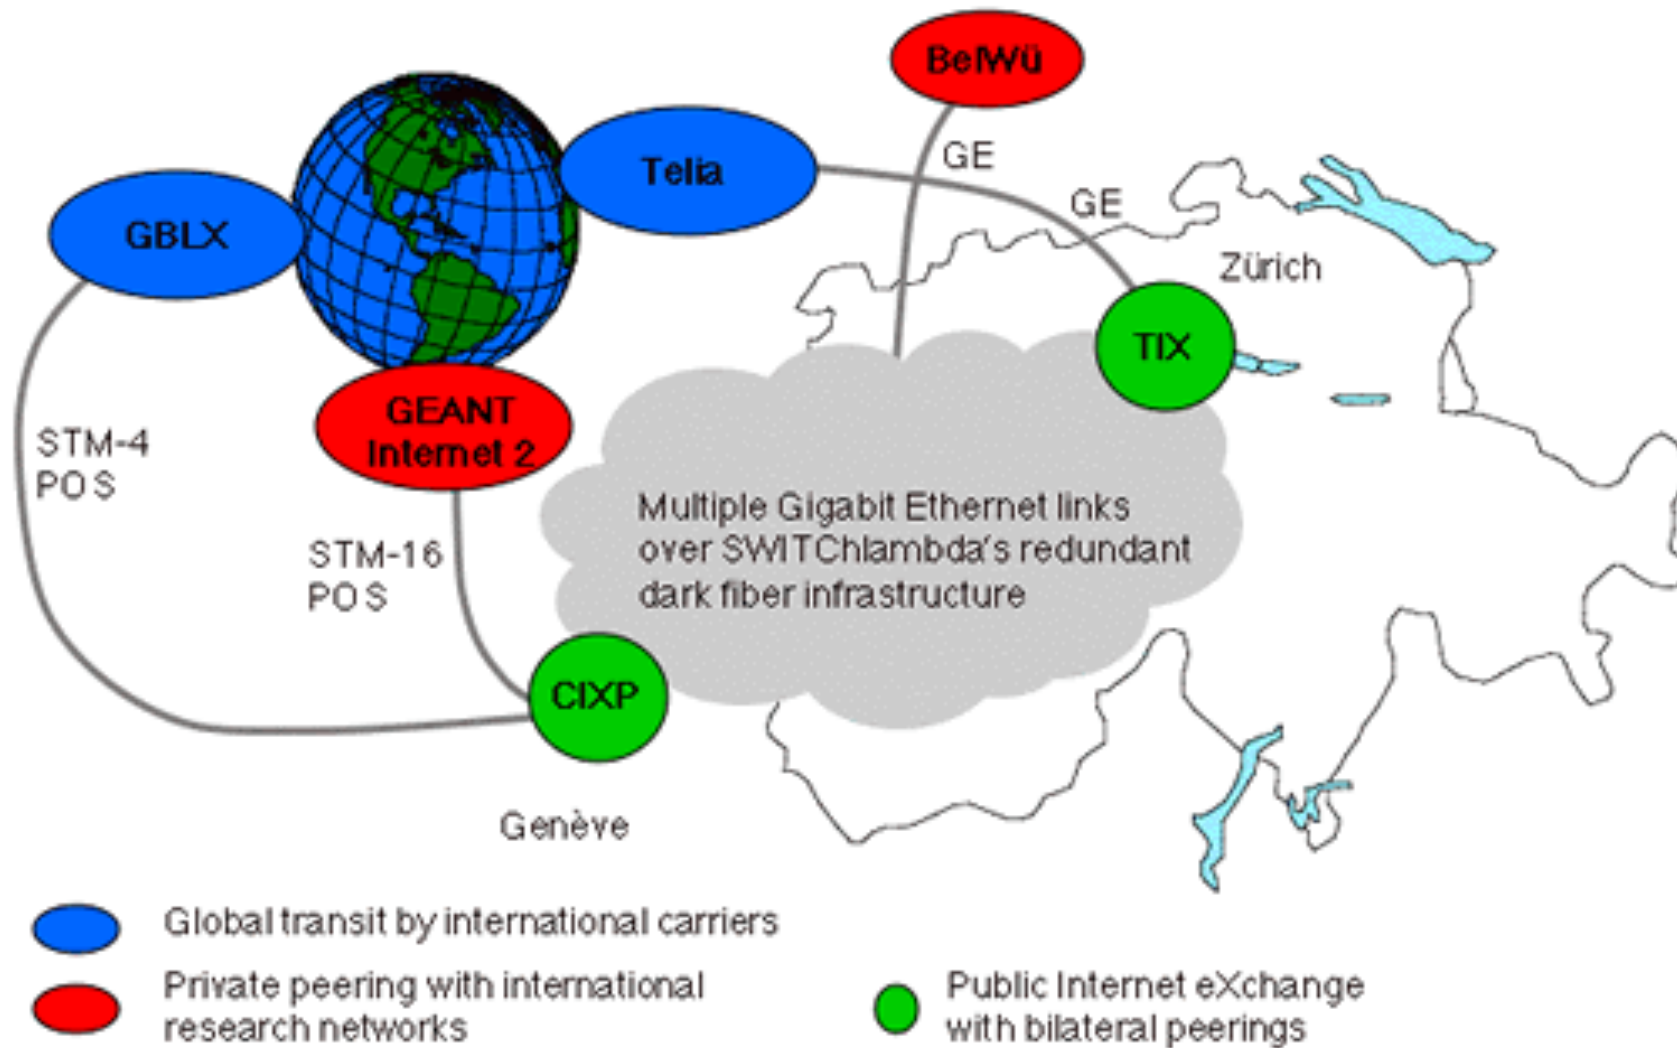 BelWü
GE
Telia
GE
GBLX
Zürich
TIX
GEANT
Internet 2
STM-4
POS
Multiple Gigabit Ethernet links
over SWITChlambda's redundant
dark fiber infrastructure
STM-16
POS
CIXP
Genève
Global transit by international carriers
Private peering with international
research networks
Public Internet eXchange
with bilateral peerings